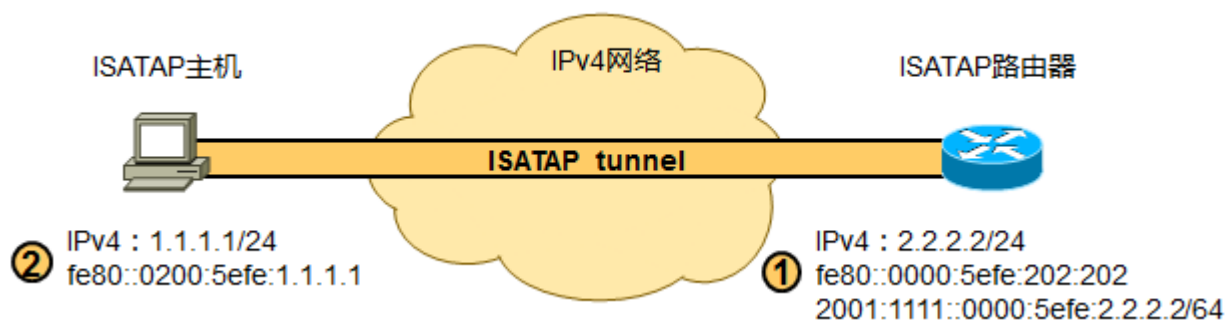 ISATAP主机
IPv4网络
ISATAP路由器
ISATAP tunnel
② IPv4：1.1.1.1/24
fe80::0200:5efe:1.1.1.1
① IPv4：2.2.2.2/24
fe80::0000:5efe:202:202
2001:1111::0000:5efe:2.2.2.2/64